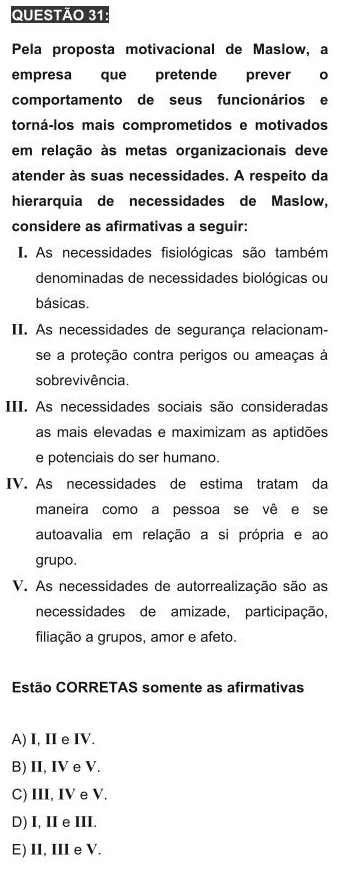 QUESTÃO 31:
Pela proposta motivacional de Maslow, a
empresa que pretende prever o
comportamento de seus funcionários e
torná-los mais comprometidos e motivados
em relação às metas organizacionais deve
atender às suas necessidades. A respeito da
hierarquia de necessidades de Maslow,
considere as afirmativas a seguir:
I. As necessidades fisiológicas são também
denominadas de necessidades biológicas ou
básicas.
II. As necessidades de segurança relacionam-
se a proteção contra perigos ou ameaças à
sobrevivência.
III. As necessidades sociais são consideradas
as mais elevadas e maximizam as aptidões
e potenciais do ser humano.
IV. As necessidades de estima tratam da
maneira como a pessoa se vê e se
autoavalia em relação a si própria e ao
grupo.
V. As necessidades de autorrealização são as
necessidades de amizade, participação,
filiação a grupos, amor e afeto.
Estão CORRETAS somente as afirmativas
A) I, II e IV.
B) II, IV e V.
C) III, IV e V.
D) I, II e III.
E) II, III e V.